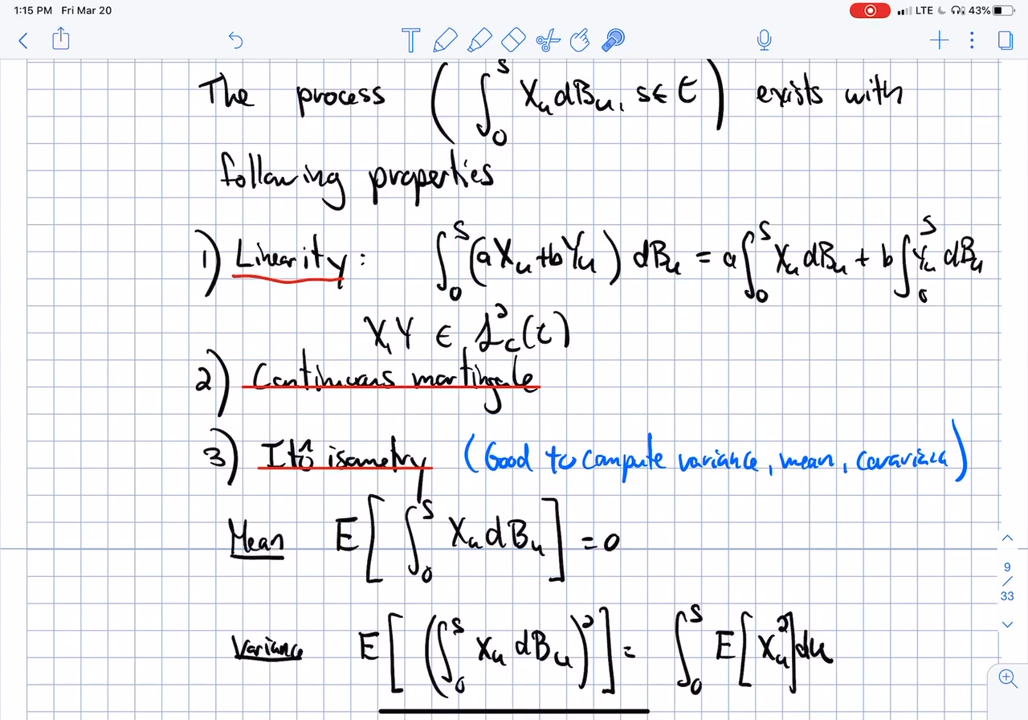 1:15 PM Fri Mar 20 LTE 43%
The process (∫₀ˢ Xᵤ dBᵤ, s ≤ t) exists with
following properties
1) Linearity: ∫₀ˢ (aXᵤ + bYᵤ) dBᵤ = a∫₀ˢ Xᵤ dBᵤ + b∫₀ˢ Yᵤ dBᵤ
X, Y ∈ ℒ²c(t)
2) Continuous martingale
3) Itô isometry (Good to compute variance, mean, covariance)
Mean E[∫₀ˢ Xᵤ dBᵤ] = 0
9
/
33
Variance E[(∫₀ˢ Xᵤ dBᵤ)²] = ∫₀ˢ E[Xᵤ²] du